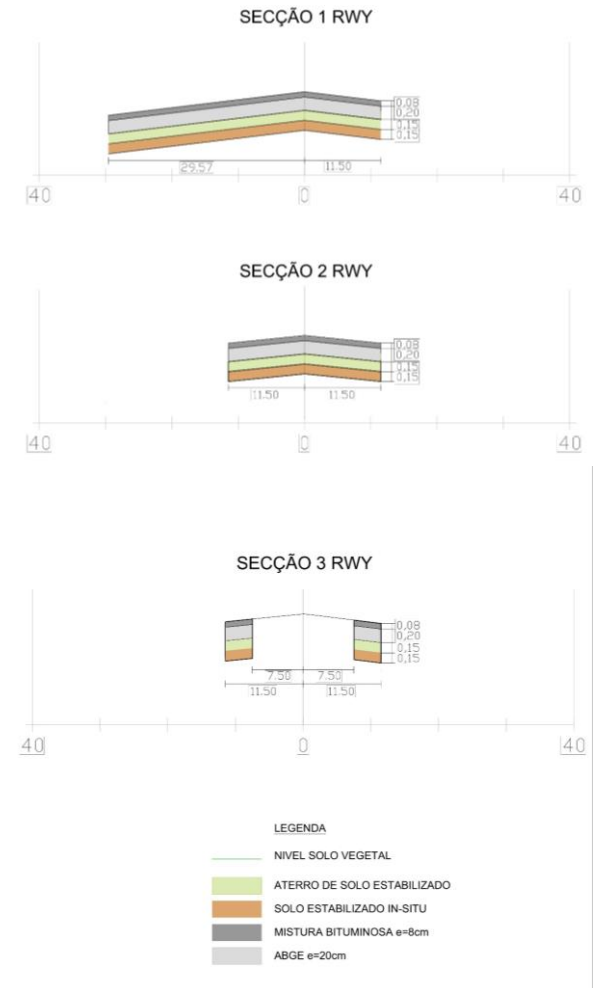 SECÇÃO 1 RWY
0,08
0,20
0,15
0,15
29.57 11.50
40 0 40
SECÇÃO 2 RWY
0,08
0,20
0,15
0,15
11.50 11.50
40 0 40
SECÇÃO 3 RWY
0,08
0,20
0,15
0,15
7.50 7.50
11.50 11.50
40 0 40
LEGENDA
NIVEL SOLO VEGETAL
ATERRO DE SOLO ESTABILIZADO
SOLO ESTABILIZADO IN-SITU
MISTURA BITUMINOSA e=8cm
ABGE e=20cm